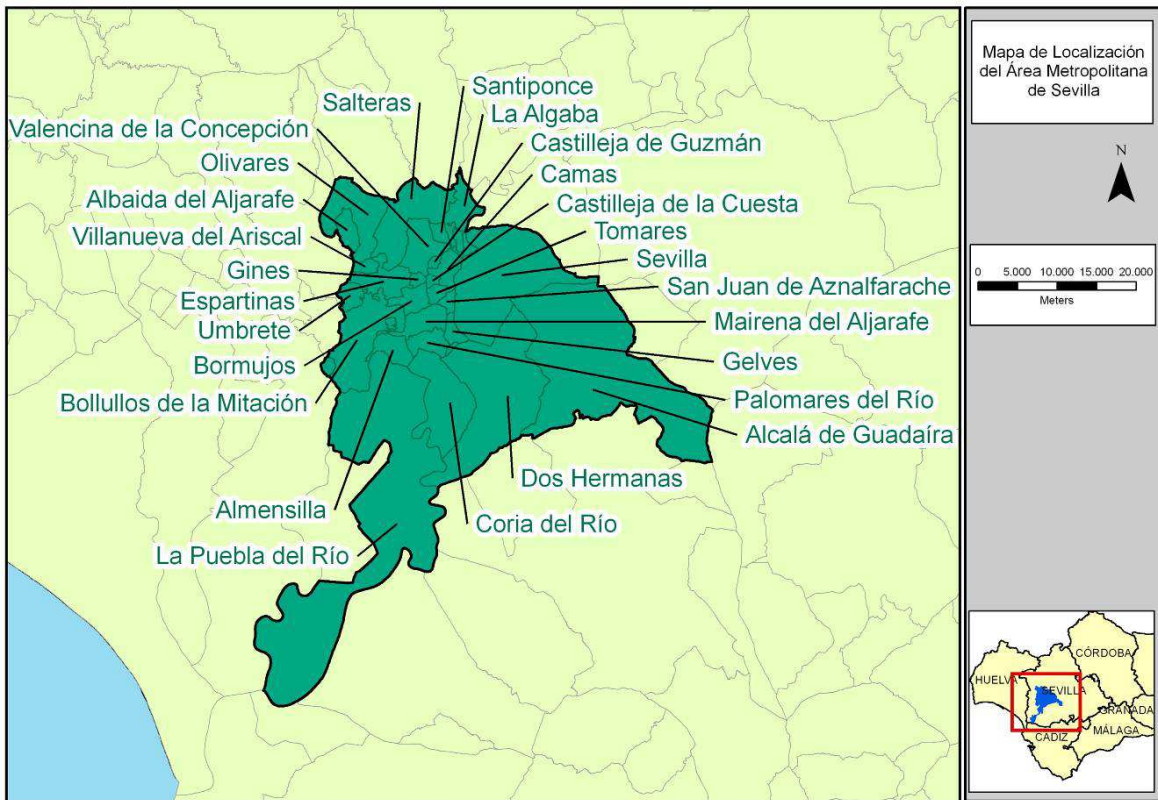 Santiponce
Salteras
La Algaba
Valencina de la Concepción
Castilleja de Guzmán
Olivares
Camas
Albaida del Aljarafe
Castilleja de la Cuesta
Villanueva del Ariscal
Tomares
Gines
Sevilla
Espartinas
San Juan de Aznalfarache
Umbrete
Mairena del Aljarafe
Bormujos
Gelves
Bollullos de la Mitación
Palomares del Río
Alcalá de Guadaíra
Dos Hermanas
Almensilla
Coria del Río
La Puebla del Río
Mapa de Localización
del Área Metropolitana
de Sevilla
N
0 5.000 10.000 15.000 20.000
Meters
CÓRDOBA
HUELVA
SEVILLA
GRANADA
MÁLAGA
CÁDIZ